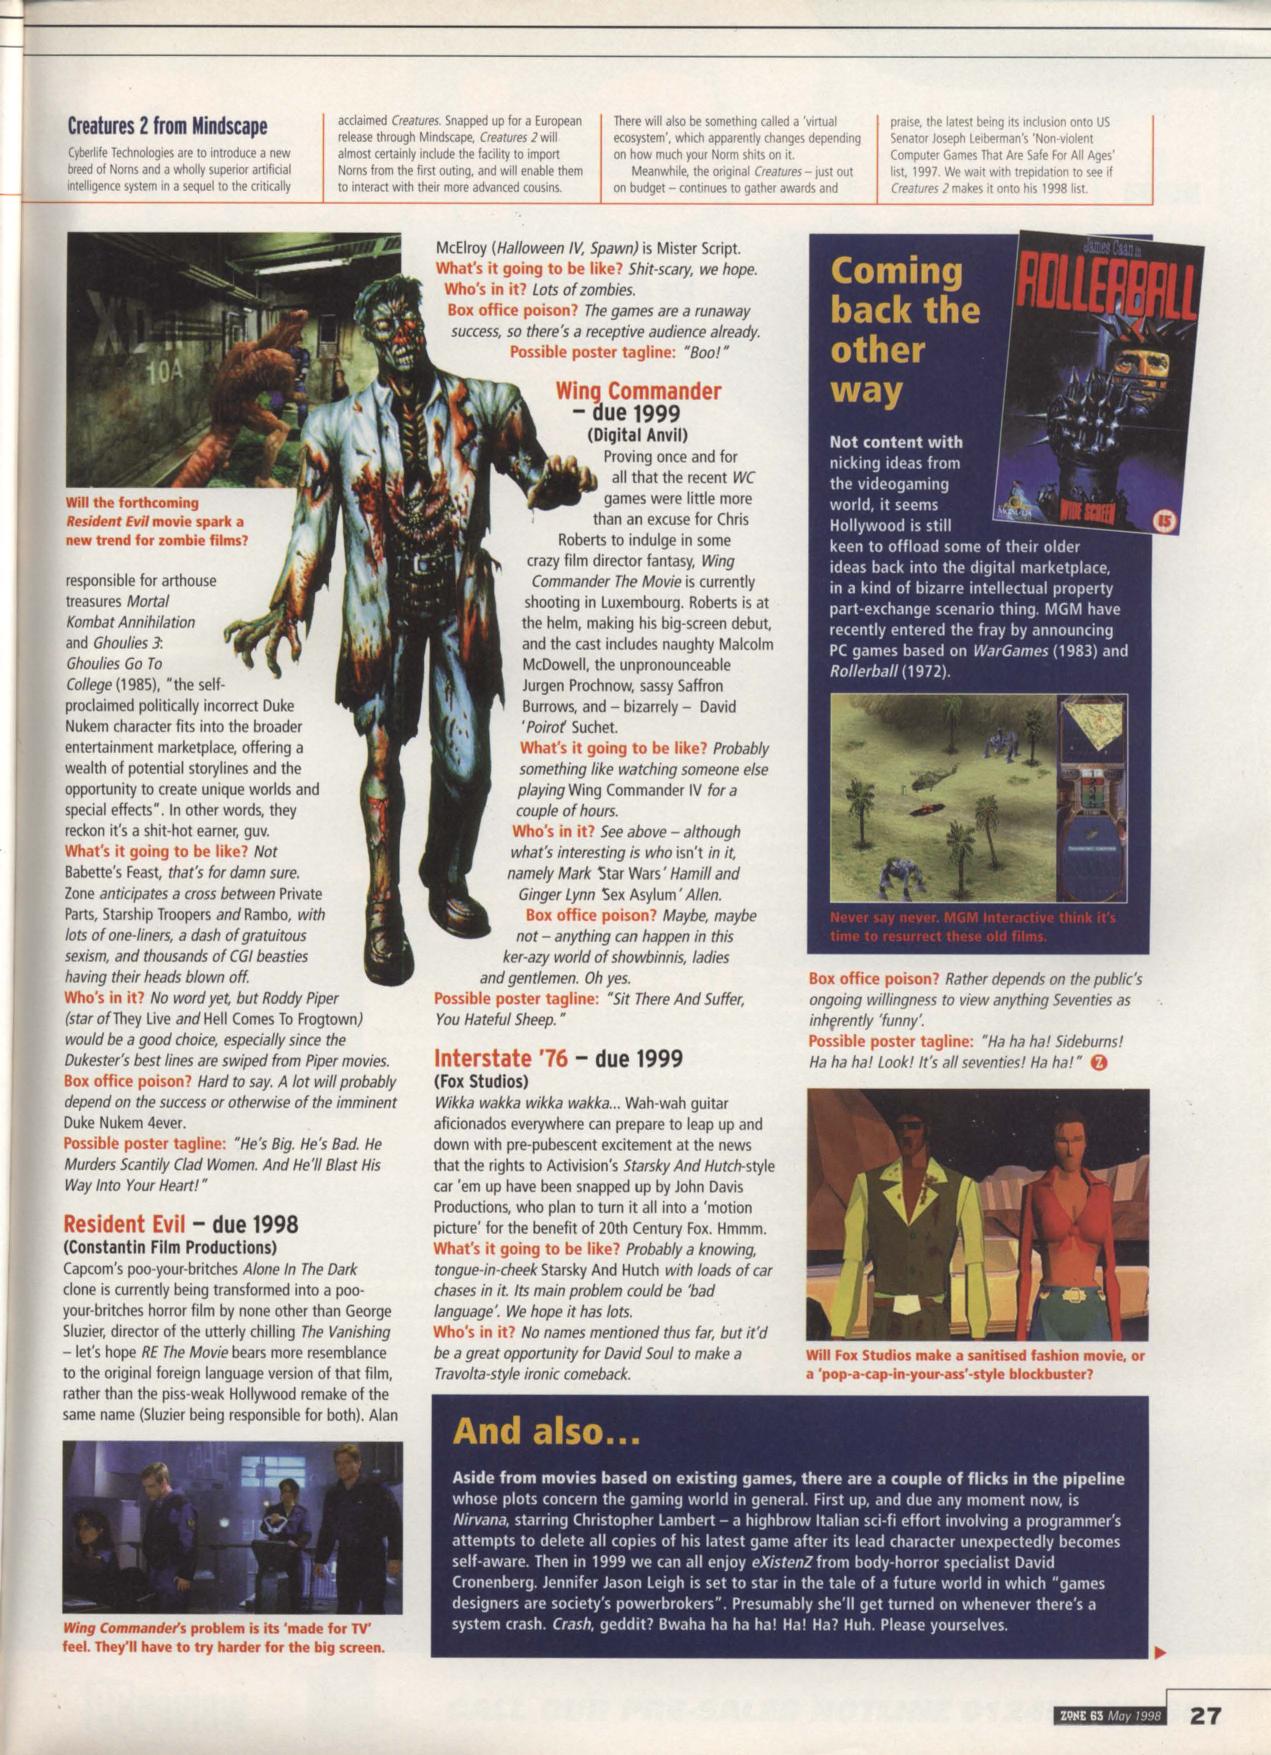 Creatures 2 from Mindscape
Cyberlife Technologies are to introduce a new
breed of Norns and a wholly superior artificial
intelligence system in a sequel to the critically
acclaimed Creatures. Snapped up for a European
release through Mindscape, Creatures 2 will
almost certainly include the facility to import
Norns from the first outing, and will enable them
to interact with their more advanced cousins.
There will also be something called a 'virtual
ecosystem', which apparently changes depending
on how much your Norm shits on it.
Meanwhile, the original Creatures – just out
on budget – continues to gather awards and
praise, the latest being its inclusion onto US
Senator Joseph Leiberman's 'Non-violent
Computer Games That Are Safe For All Ages'
list, 1997. We wait with trepidation to see if
Creatures 2 makes it onto his 1998 list.
10A
Will the forthcoming
Resident Evil movie spark a
new trend for zombie films?
responsible for arthouse
treasures Mortal
Kombat Annihilation
and Ghoulies 3:
Ghoulies Go To
College (1985), "the self-
proclaimed politically incorrect Duke
Nukem character fits into the broader
entertainment marketplace, offering a
wealth of potential storylines and the
opportunity to create unique worlds and
special effects". In other words, they
reckon it's a shit-hot earner, guv.
What's it going to be like? Not
Babette's Feast, that's for damn sure.
Zone anticipates a cross between Private
Parts, Starship Troopers and Rambo, with
lots of one-liners, a dash of gratuitous
sexism, and thousands of CGI beasties
having their heads blown off.
Who's in it? No word yet, but Roddy Piper
(star of They Live and Hell Comes To Frogtown)
would be a good choice, especially since the
Dukester's best lines are swiped from Piper movies.
Box office poison? Hard to say. A lot will probably
depend on the success or otherwise of the imminent
Duke Nukem 4ever.
Possible poster tagline: "He's Big. He's Bad. He
Murders Scantily Clad Women. And He'll Blast His
Way Into Your Heart!"
Resident Evil – due 1998
(Constantin Film Productions)
Capcom's poo-your-britches Alone In The Dark
clone is currently being transformed into a poo-
your-britches horror film by none other than George
Sluzier, director of the utterly chilling The Vanishing
– let's hope RE The Movie bears more resemblance
to the original foreign language version of that film,
rather than the piss-weak Hollywood remake of the
same name (Sluzier being responsible for both). Alan
Wing Commander's problem is its 'made for TV'
feel. They'll have to try harder for the big screen.
McElroy (Halloween IV, Spawn) is Mister Script.
What's it going to be like? Shit-scary, we hope.
Who's in it? Lots of zombies.
Box office poison? The games are a runaway
success, so there's a receptive audience already.
Possible poster tagline: "Boo!"
Wing Commander
– due 1999
(Digital Anvil)
Proving once and for
all that the recent WC
games were little more
than an excuse for Chris
Roberts to indulge in some
crazy film director fantasy, Wing
Commander The Movie is currently
shooting in Luxembourg. Roberts is at
the helm, making his big-screen debut,
and the cast includes naughty Malcolm
McDowell, the unpronounceable
Jurgen Prochnow, sassy Saffron
Burrows, and – bizarrely – David
'Poirot' Suchet.
What's it going to be like? Probably
something like watching someone else
playing Wing Commander IV for a
couple of hours.
Who's in it? See above – although
what's interesting is who isn't in it,
namely Mark 'Star Wars' Hamill and
Ginger Lynn 'Sex Asylum' Allen.
Box office poison? Maybe, maybe
not – anything can happen in this
ker-azy world of showbinnis, ladies
and gentlemen. Oh yes.
Possible poster tagline: "Sit There And Suffer,
You Hateful Sheep."
Interstate '76 – due 1999
(Fox Studios)
Wikka wakka wikka wakka... Wah-wah guitar
aficionados everywhere can prepare to leap up and
down with pre-pubescent excitement at the news
that the rights to Activision's Starsky And Hutch-style
car 'em up have been snapped up by John Davis
Productions, who plan to turn it all into a 'motion
picture' for the benefit of 20th Century Fox. Hmmm.
What's it going to be like? Probably a knowing,
tongue-in-cheek Starsky And Hutch with loads of car
chases in it. Its main problem could be 'bad
language'. We hope it has lots.
Who's in it? No names mentioned thus far, but it'd
be a great opportunity for David Soul to make a
Travolta-style ironic comeback.
Coming
back the
other
way
James Caan in
ROLLERBALL
WIDE SCREEN
15
Not content with
nicking ideas from
the videogaming
world, it seems
Hollywood is still
keen to offload some of their older
ideas back into the digital marketplace,
in a kind of bizarre intellectual property
part-exchange scenario thing. MGM have
recently entered the fray by announcing
PC games based on WarGames (1983) and
Rollerball (1972).
Never say never. MGM Interactive think it's
time to resurrect these old films.
Box office poison? Rather depends on the public's
ongoing willingness to view anything Seventies as
inherently 'funny'.
Possible poster tagline: "Ha ha ha! Sideburns!
Ha ha ha! Look! It's all seventies! Ha ha!" Z
Will Fox Studios make a sanitised fashion movie, or
a 'pop-a-cap-in-your-ass'-style blockbuster?
And also...
Aside from movies based on existing games, there are a couple of flicks in the pipeline
whose plots concern the gaming world in general. First up, and due any moment now, is
Nirvana, starring Christopher Lambert – a highbrow Italian sci-fi effort involving a programmer's
attempts to delete all copies of his latest game after its lead character unexpectedly becomes
self-aware. Then in 1999 we can all enjoy eXistenZ from body-horror specialist David
Cronenberg. Jennifer Jason Leigh is set to star in the tale of a future world in which "games
designers are society's powerbrokers". Presumably she'll get turned on whenever there's a
system crash. Crash, geddit? Bwaha ha ha ha! Ha! Ha? Huh. Please yourselves.
ZONE 63 May 1998 27